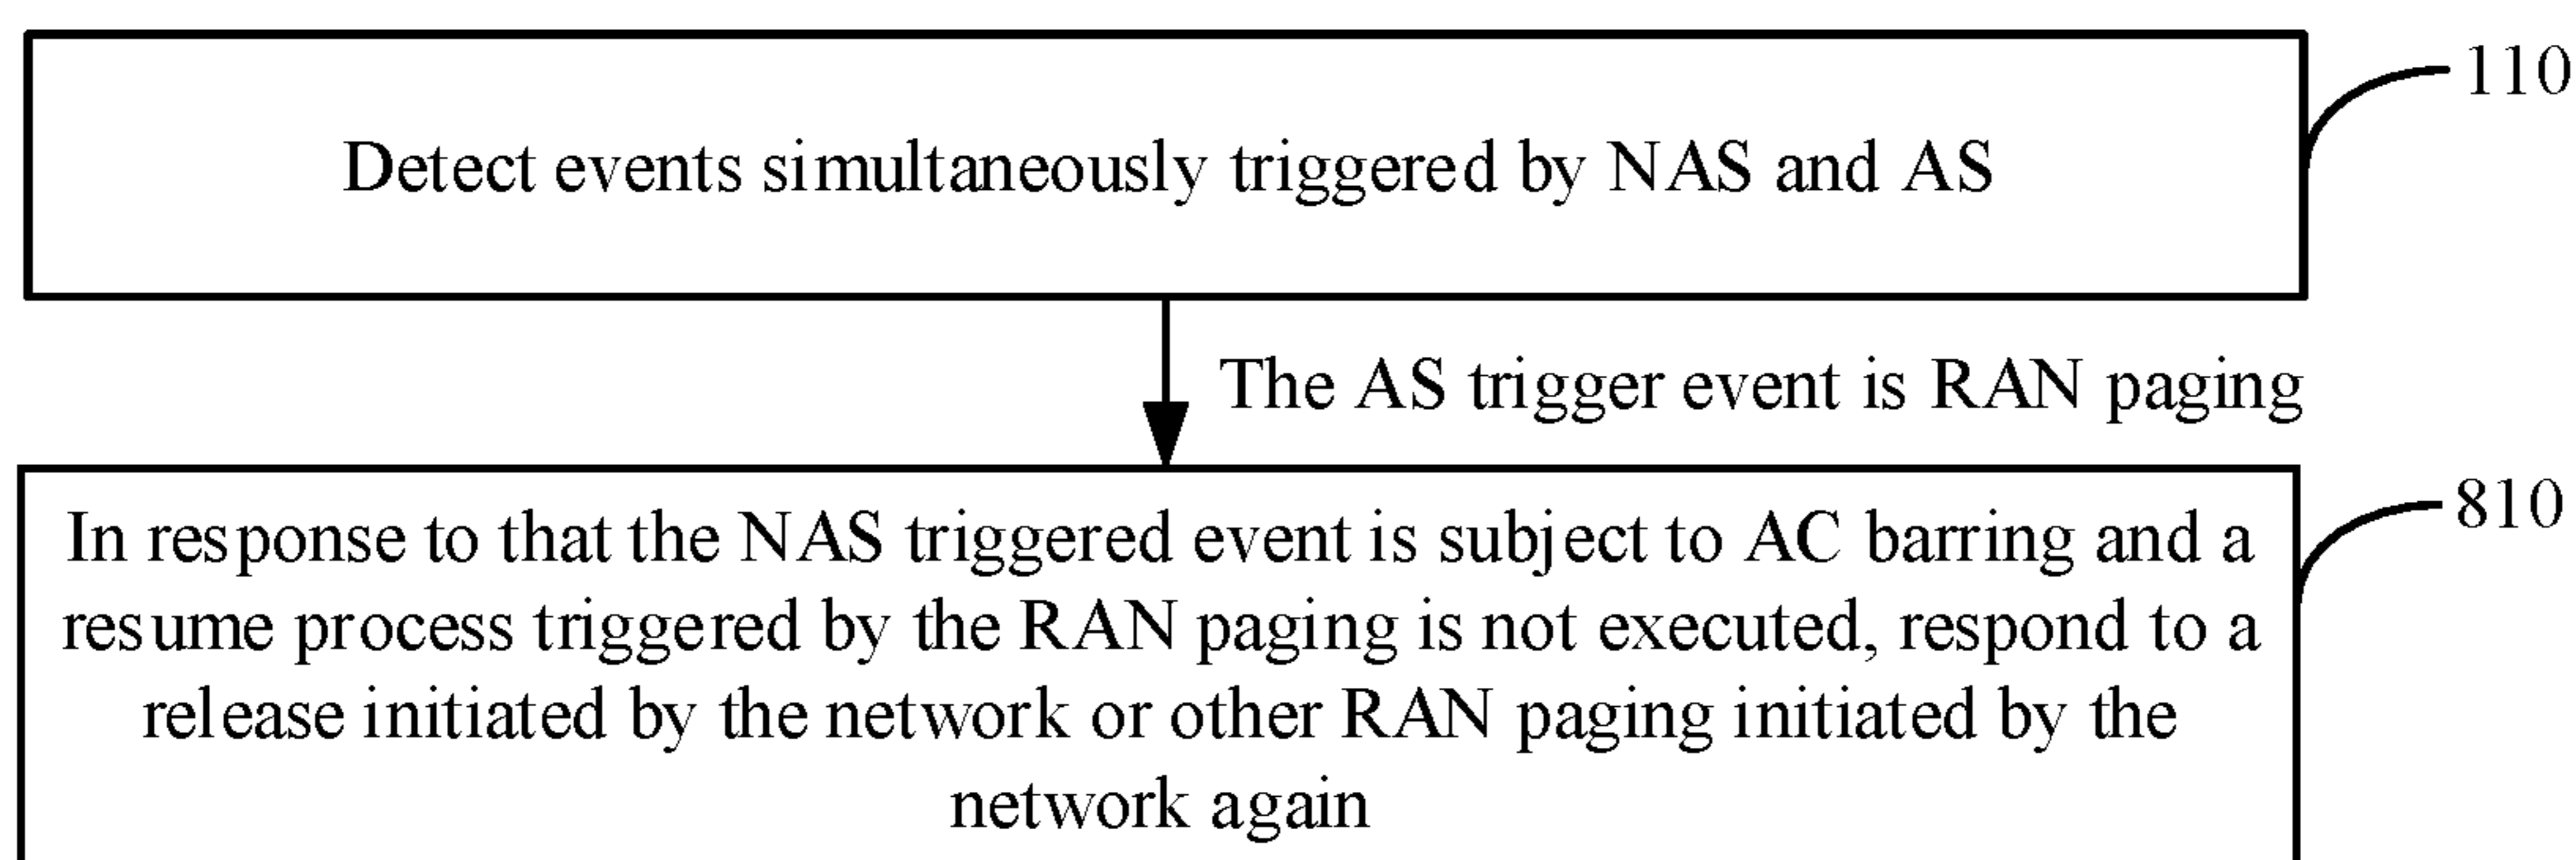 110
Detect events simultaneously triggered by NAS and AS
The AS trigger event is RAN paging
810
In response to that the NAS triggered event is subject to AC barring and a
resume process triggered by the RAN paging is not executed, respond to a
release initiated by the network or other RAN paging initiated by the
network again